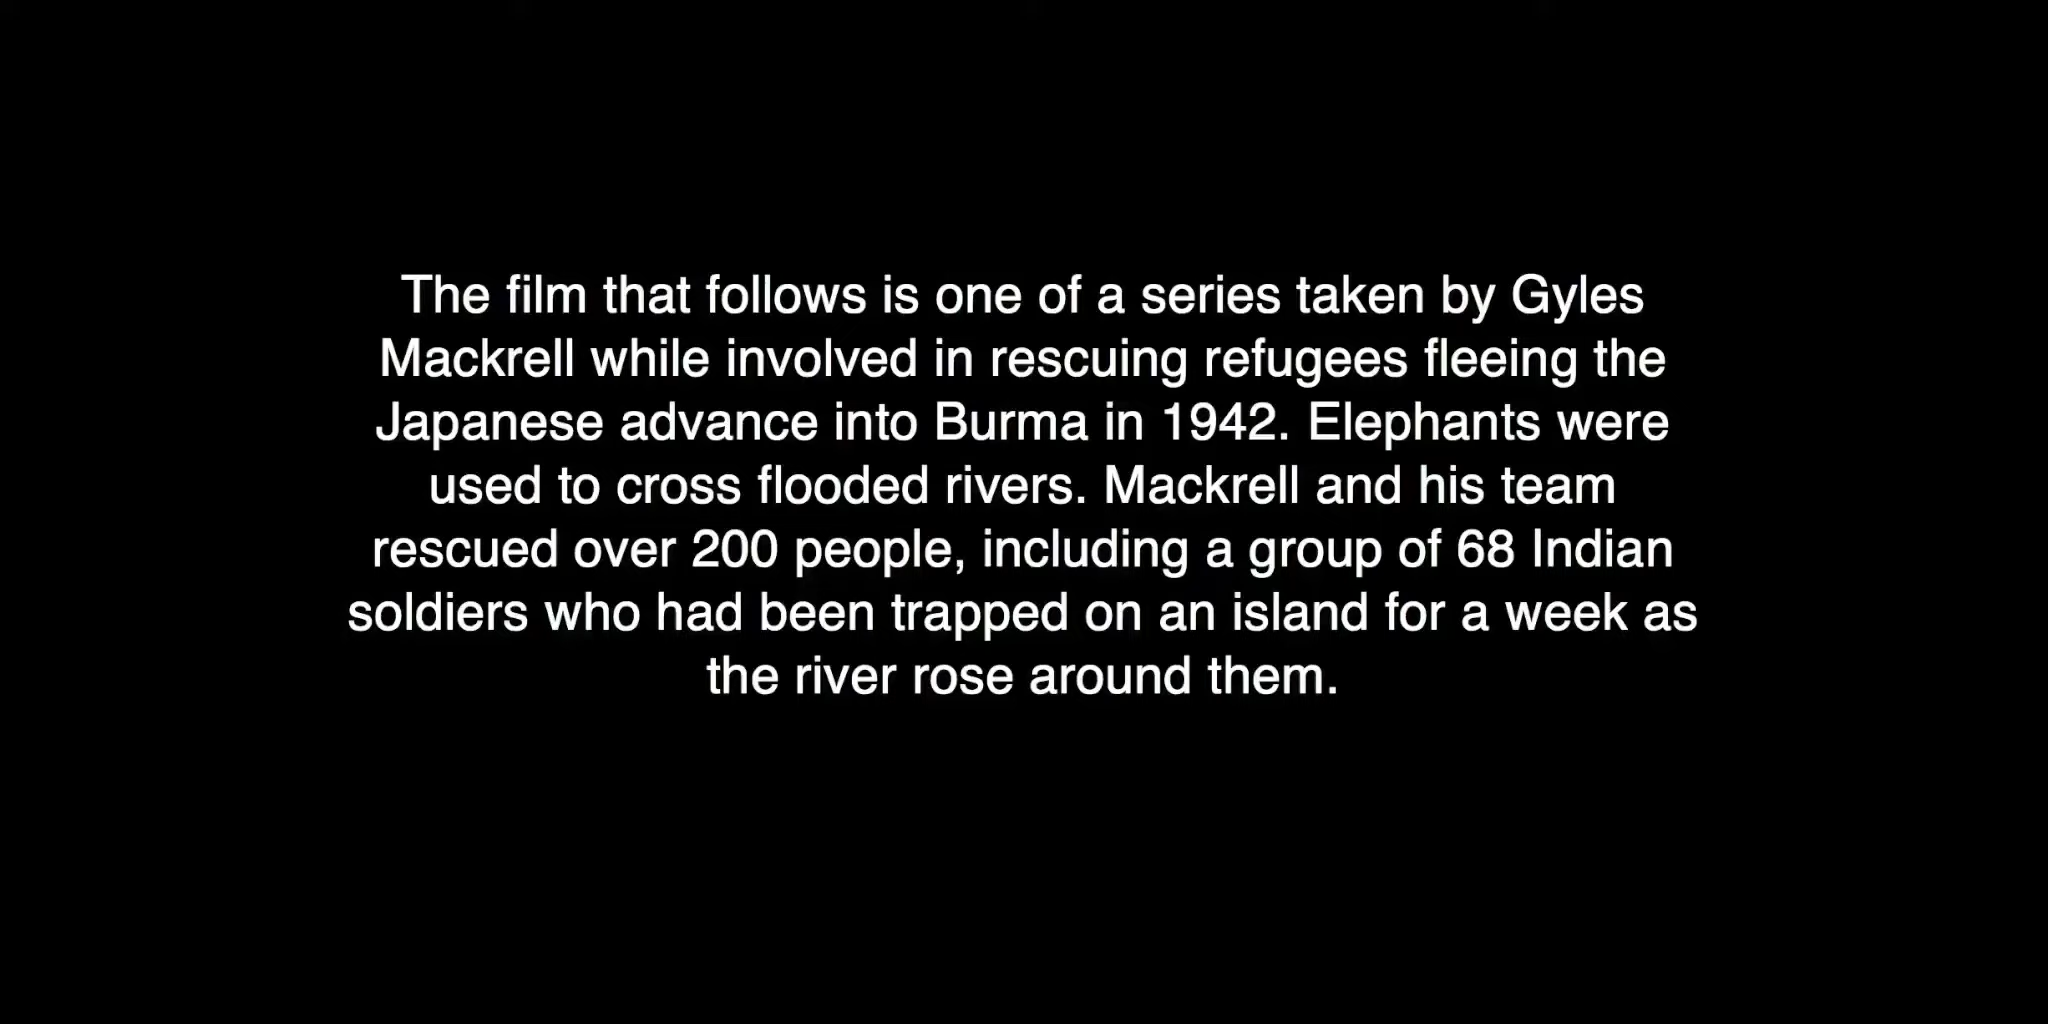 The film that follows is one of a series taken by Gyles
Mackrell while involved in rescuing refugees fleeing the
Japanese advance into Burma in 1942. Elephants were
used to cross flooded rivers. Mackrell and his team
rescued over 200 people, including a group of 68 Indian
soldiers who had been trapped on an island for a week as
the river rose around them.